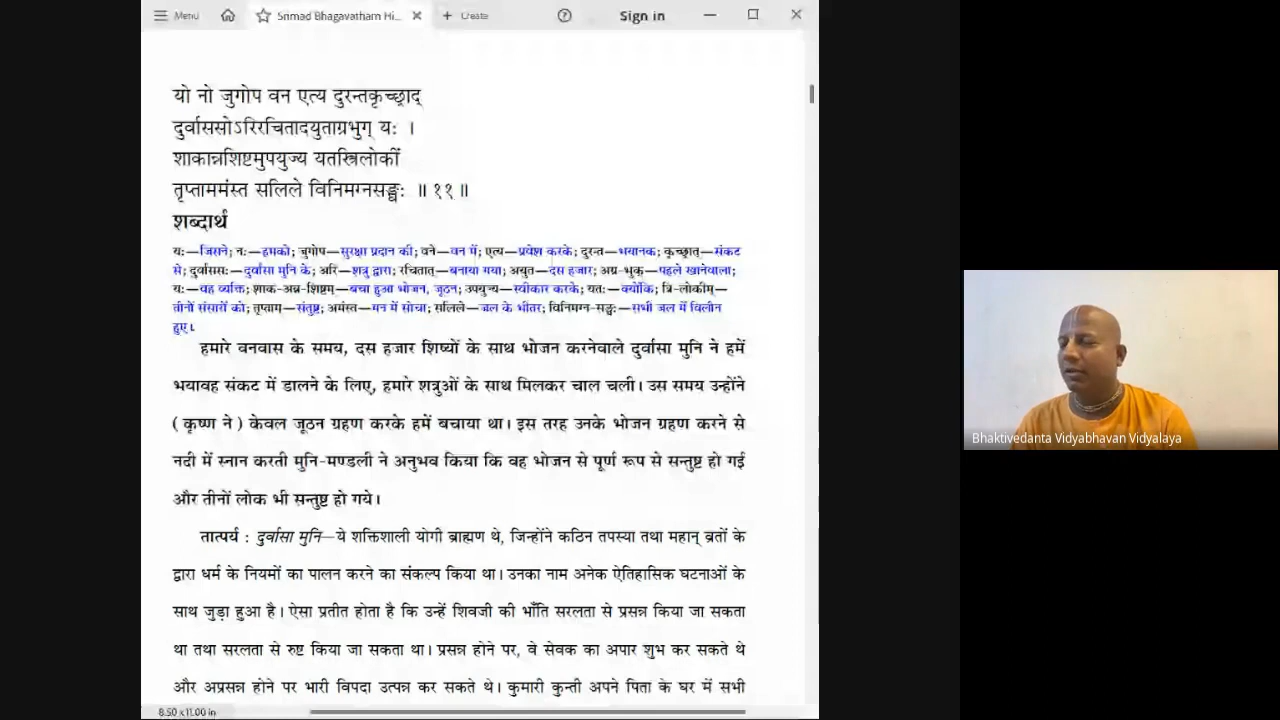 Menu
Srimad Bhagavatham Hi...
Create
Sign in
यो नो जुगोप वन एत्य दुरन्तकृच्छ्राद्
दुर्वाससोऽरिरचितादयुताग्रभुग् यः ।
शाकान्नशिष्टमुपयुज्य यतस्त्रिलोकीं
तृप्ताममंस्त सलिले विनिमग्नसङ्घः ॥ ११॥
शब्दार्थ
यः—जिसने; नः—हमको; जुगोप—सुरक्षा प्रदान की; वने—वन में; एत्य—प्रवेश करके; दुरन्त—भयानक; कृच्छ्रात्—संकट
से; दुर्वाससः—दुर्वासा मुनि के; अरि—शत्रु द्वारा; रचितात्—बनाया गया; अयुत—दस हजार; अग्र-भुक्—पहले खानेवाला;
यः—वह व्यक्ति; शाक-अन्न-शिष्टम्—बचा हुआ भोजन, जूठन; उपयुज्य—स्वीकार करके; यतः—क्योंकि; त्रि-लोकीम्—
तीनों संसारों को; तृप्ताम—संतुष्ट; अमंस्त—मन में सोचा; सलिले—जल के भीतर; विनिमग्न-सङ्घः—सभी जल में विलीन
हुए।
हमारे वनवास के समय, दस हजार शिष्यों के साथ भोजन करनेवाले दुर्वासा मुनि ने हमें
भयावह संकट में डालने के लिए, हमारे शत्रुओं के साथ मिलकर चाल चली। उस समय उन्होंने
( कृष्ण ने ) केवल जूठन ग्रहण करके हमें बचाया था। इस तरह उनके भोजन ग्रहण करने से
नदी में स्नान करती मुनि-मण्डली ने अनुभव किया कि वह भोजन से पूर्ण रूप से सन्तुष्ट हो गई
और तीनों लोक भी सन्तुष्ट हो गये।
तात्पर्य : दुर्वासा मुनि—ये शक्तिशाली योगी ब्राह्मण थे, जिन्होंने कठिन तपस्या तथा महान् व्रतों के
द्वारा धर्म के नियमों का पालन करने का संकल्प किया था। उनका नाम अनेक ऐतिहासिक घटनाओं के
साथ जुड़ा हुआ है। ऐसा प्रतीत होता है कि उन्हें शिवजी की भाँति सरलता से प्रसन्न किया जा सकता
था तथा सरलता से रुष्ट किया जा सकता था। प्रसन्न होने पर, वे सेवक का अपार शुभ कर सकते थे
और अप्रसन्न होने पर भारी विपदा उत्पन्न कर सकते थे। कुमारी कुन्ती अपने पिता के घर में सभी
8.50 x 11.00 in
Bhaktivedanta Vidyabhavan Vidyalaya